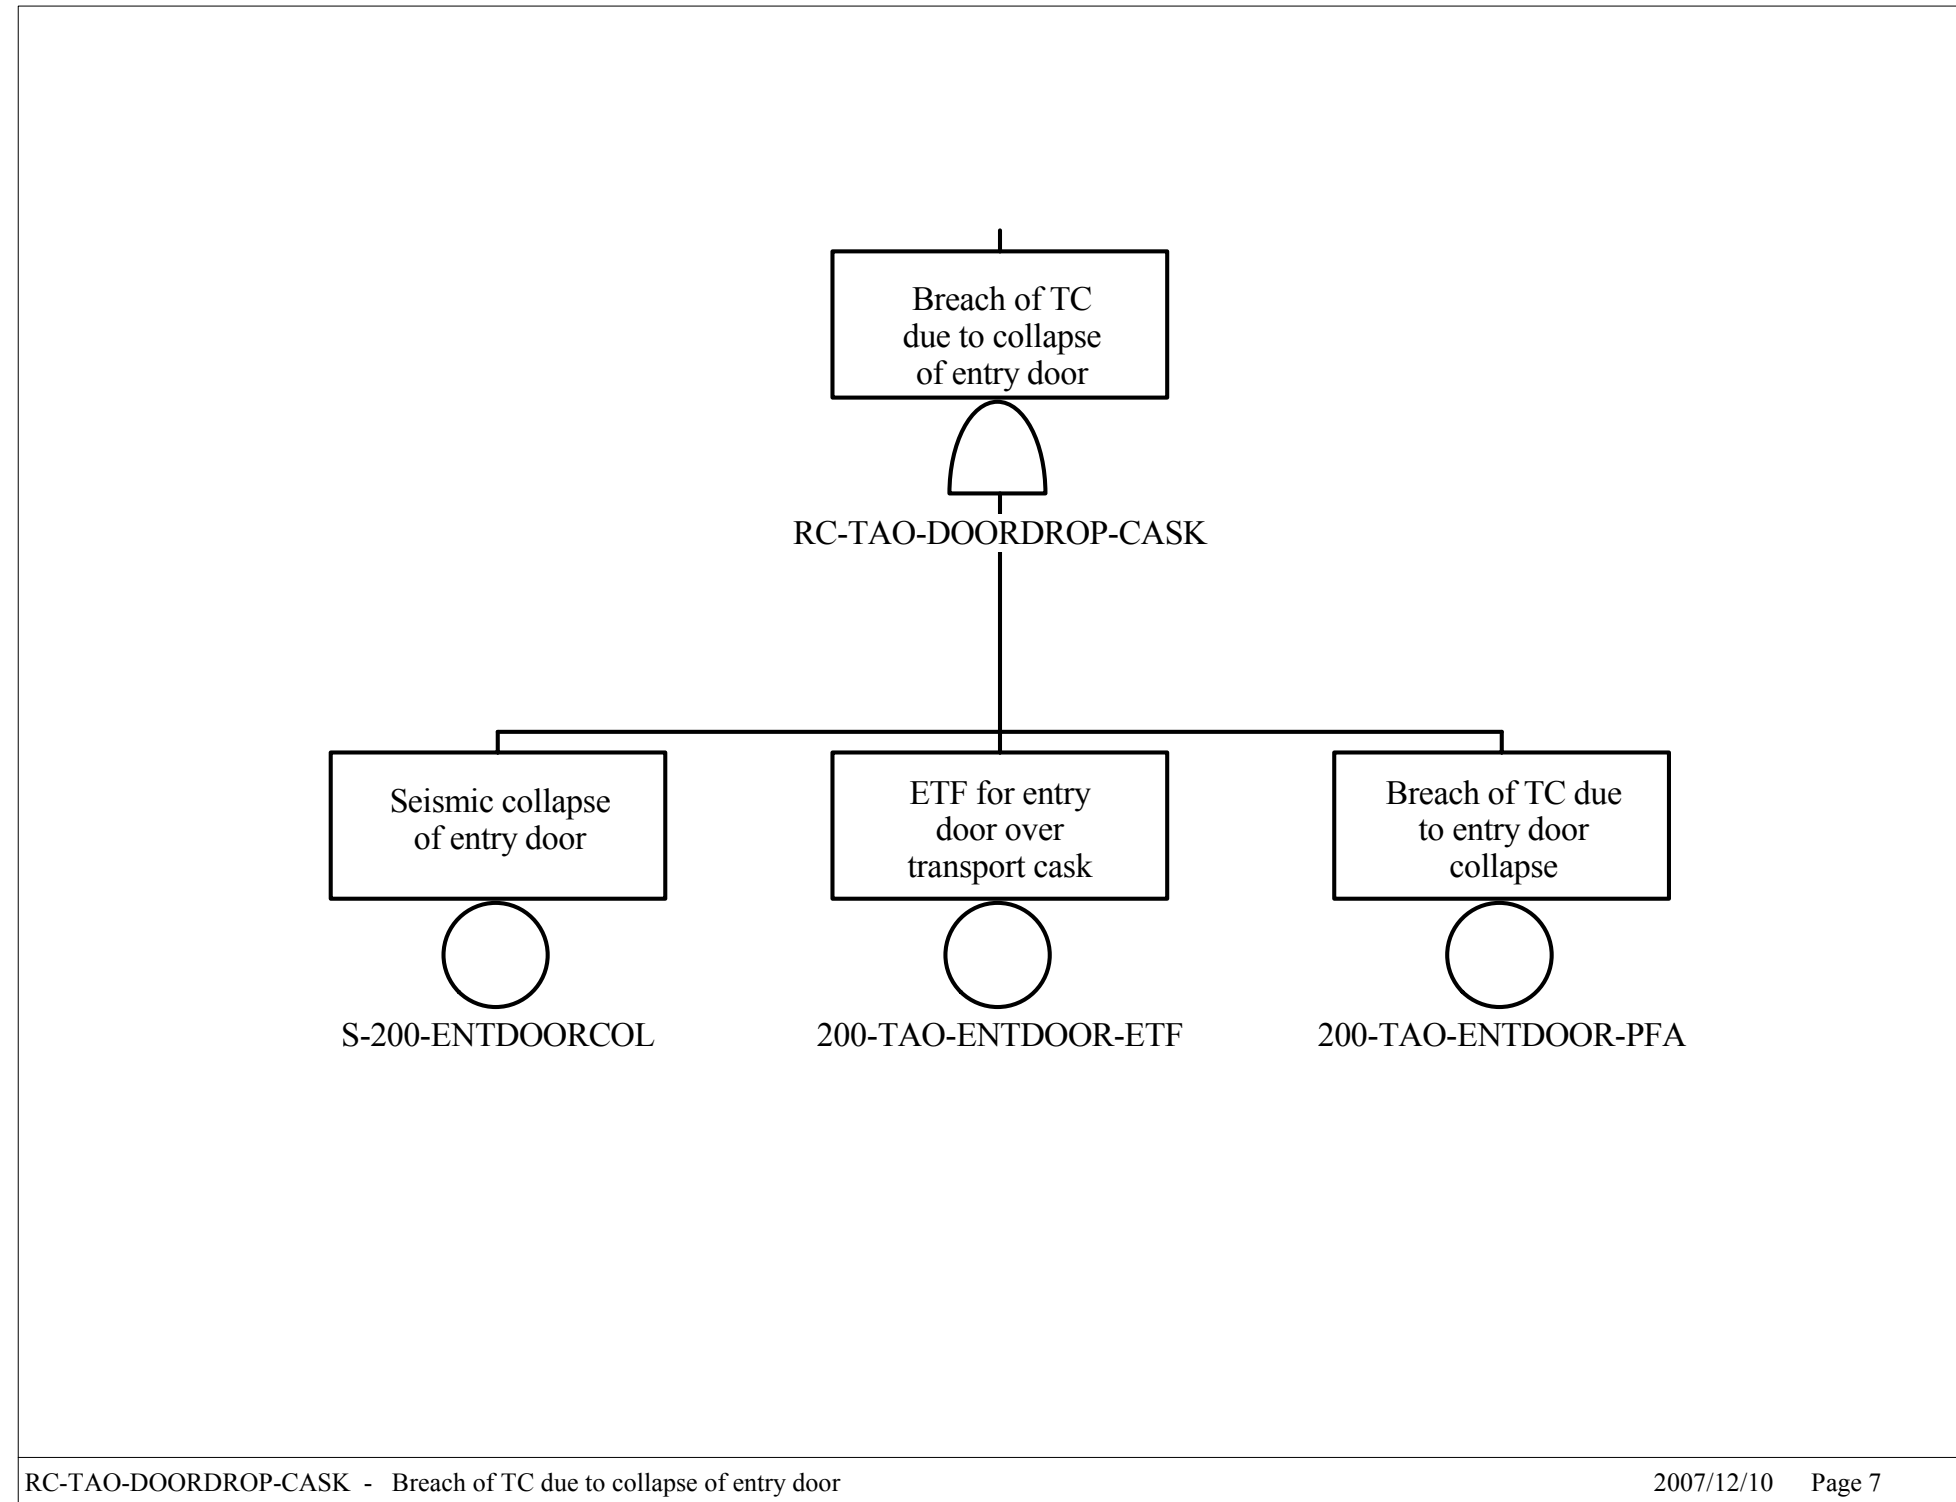 Breach of TC
due to collapse
of entry door
RC-TAO-DOORDROP-CASK
Seismic collapse
of entry door
S-200-ENTDOORCOL
ETF for entry
door over
transport cask
200-TAO-ENTDOOR-ETF
Breach of TC due
to entry door
collapse
200-TAO-ENTDOOR-PFA
RC-TAO-DOORDROP-CASK - Breach of TC due to collapse of entry door
2007/12/10 Page 7